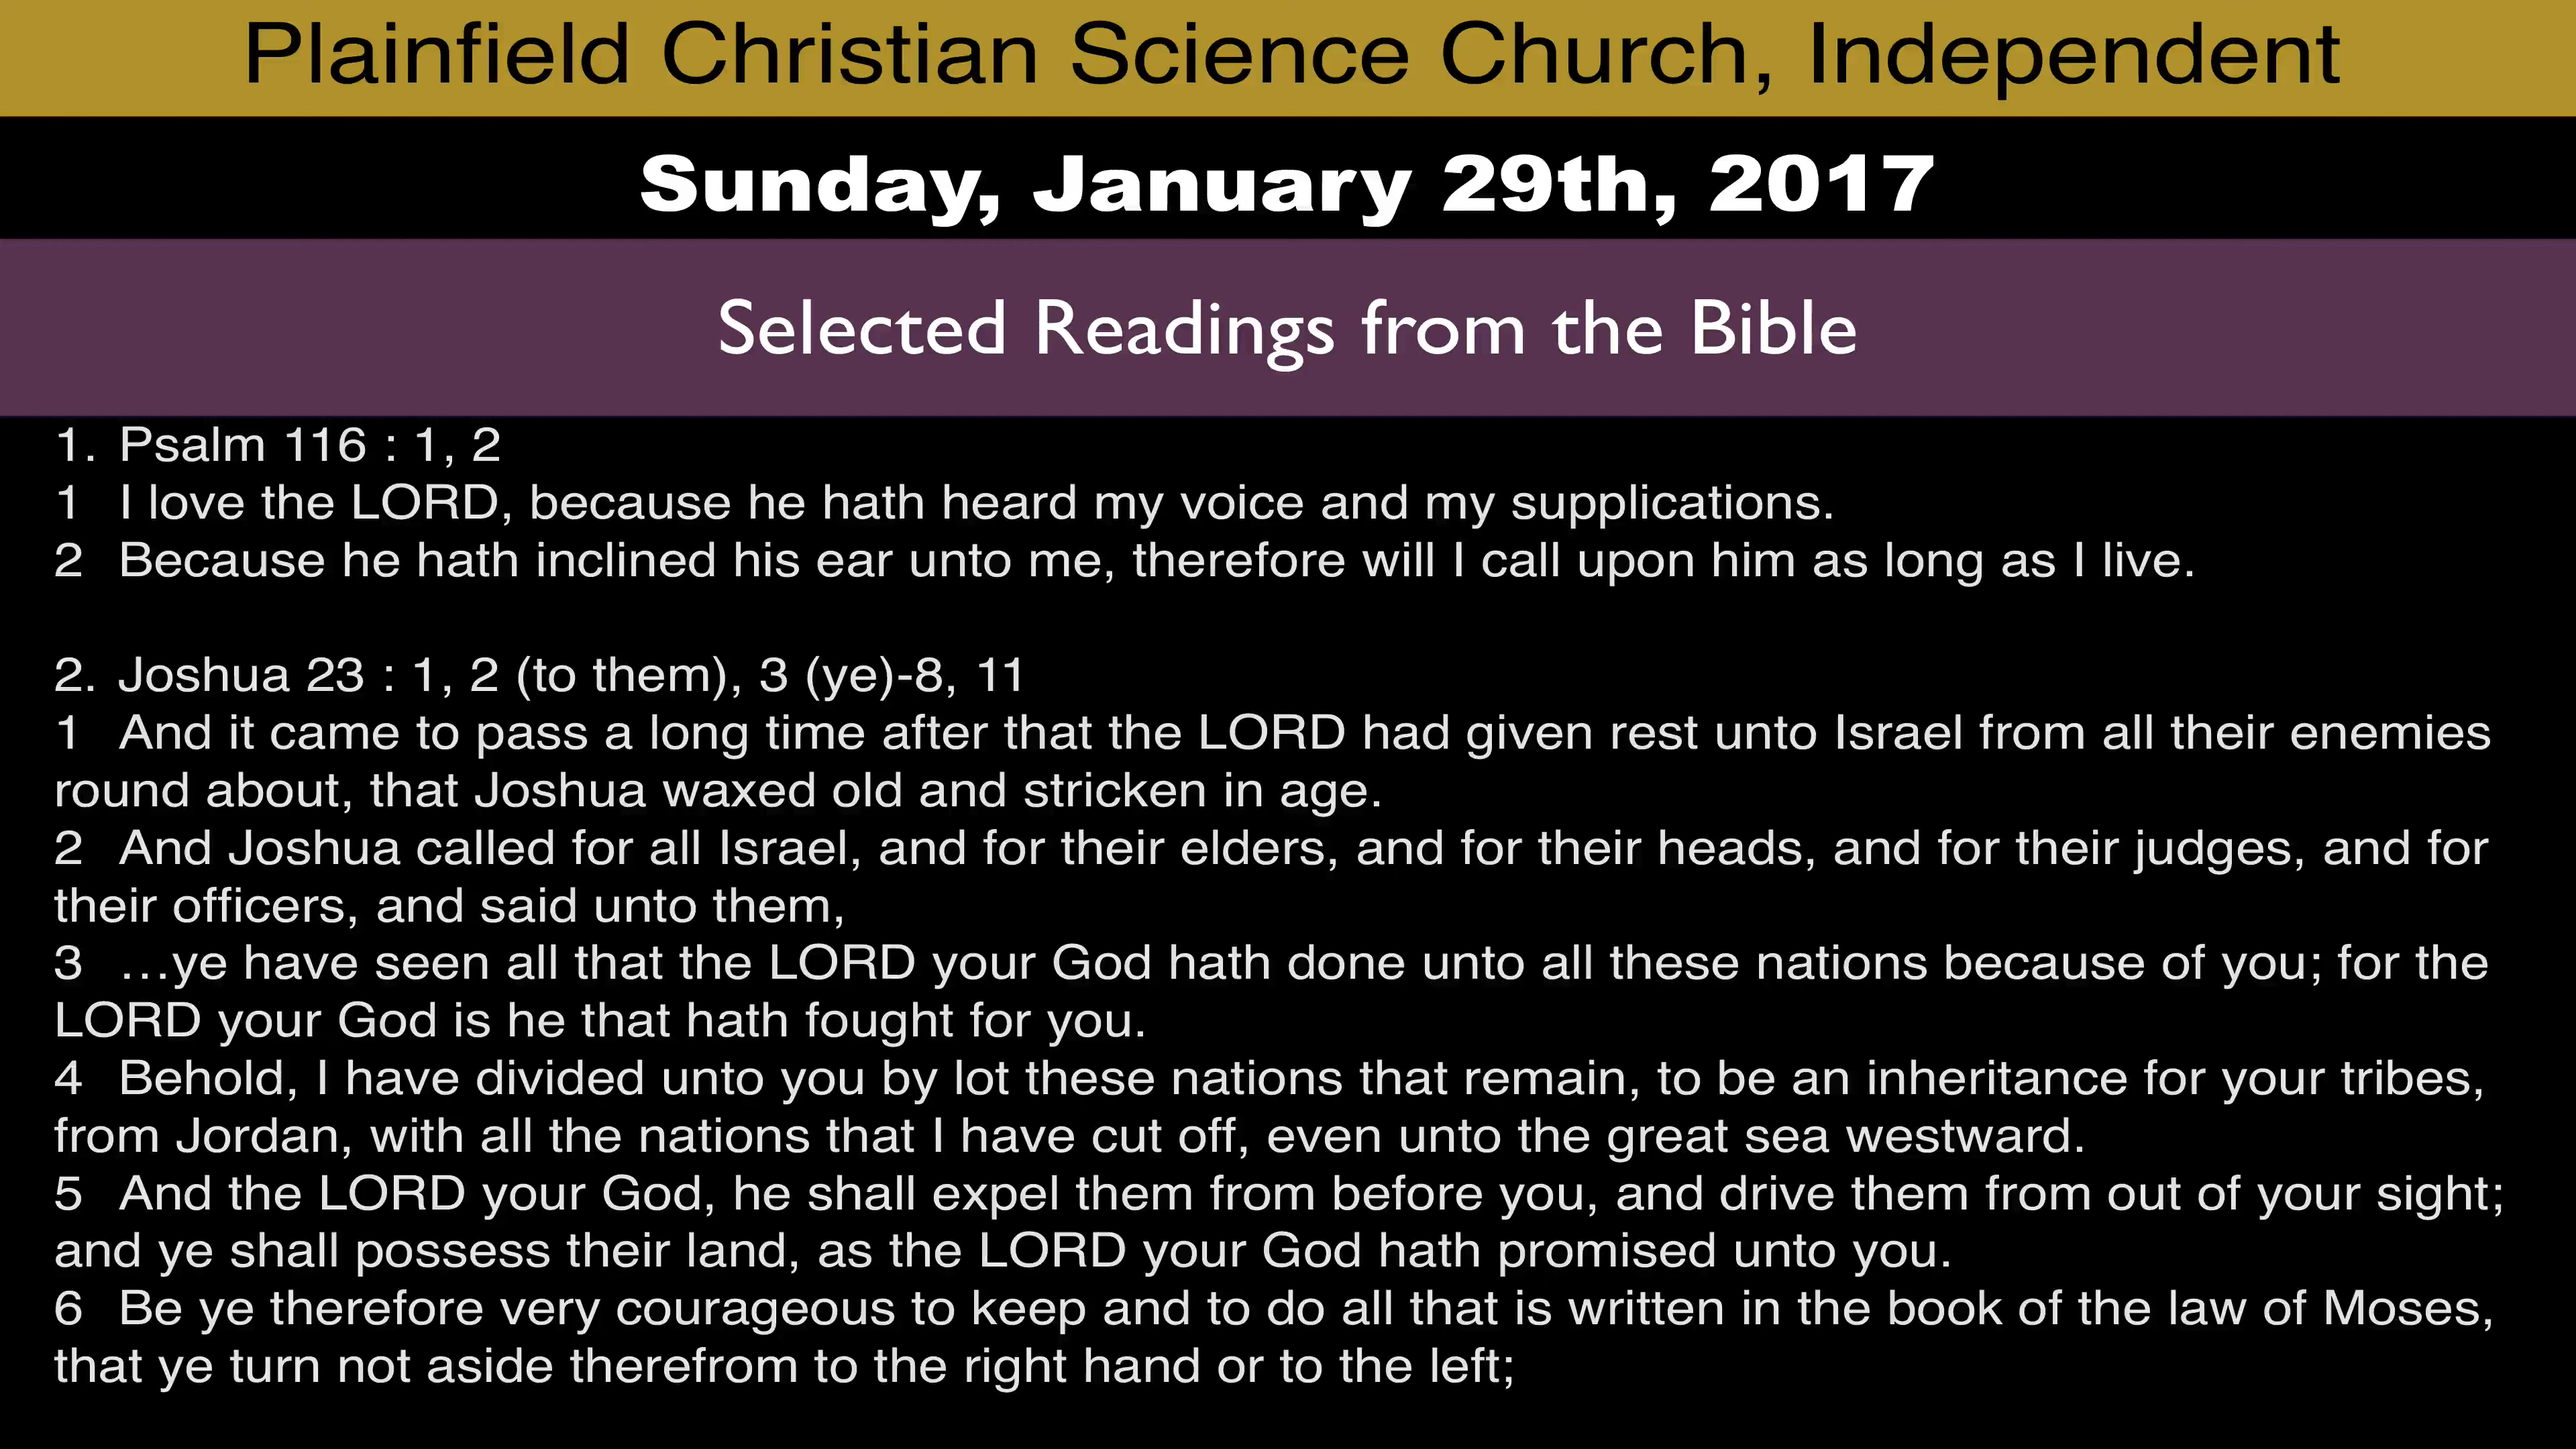 Plainfield Christian Science Church, Independent
Sunday, January 29th, 2017
Selected Readings from the Bible
1. Psalm 116 : 1, 2
1 I love the LORD, because he hath heard my voice and my supplications.
2 Because he hath inclined his ear unto me, therefore will I call upon him as long as I live.
2. Joshua 23 : 1, 2 (to them), 3 (ye)-8, 11
1 And it came to pass a long time after that the LORD had given rest unto Israel from all their enemies
round about, that Joshua waxed old and stricken in age.
2 And Joshua called for all Israel, and for their elders, and for their heads, and for their judges, and for
their officers, and said unto them,
3 …ye have seen all that the LORD your God hath done unto all these nations because of you; for the
LORD your God is he that hath fought for you.
4 Behold, I have divided unto you by lot these nations that remain, to be an inheritance for your tribes,
from Jordan, with all the nations that I have cut off, even unto the great sea westward.
5 And the LORD your God, he shall expel them from before you, and drive them from out of your sight;
and ye shall possess their land, as the LORD your God hath promised unto you.
6 Be ye therefore very courageous to keep and to do all that is written in the book of the law of Moses,
that ye turn not aside therefrom to the right hand or to the left;